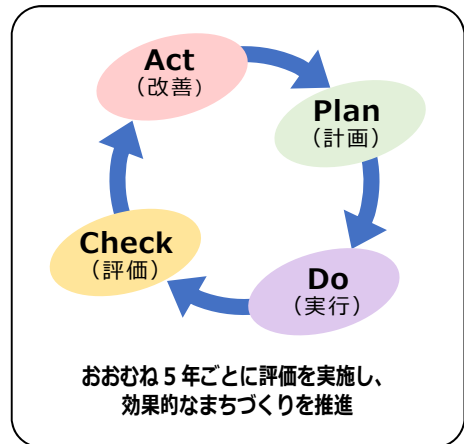 Act
(改善)
Plan
(計画)
Do
(実行)
Check
(評価)
おおむね5年ごとに評価を実施し、
効果的なまちづくりを推進